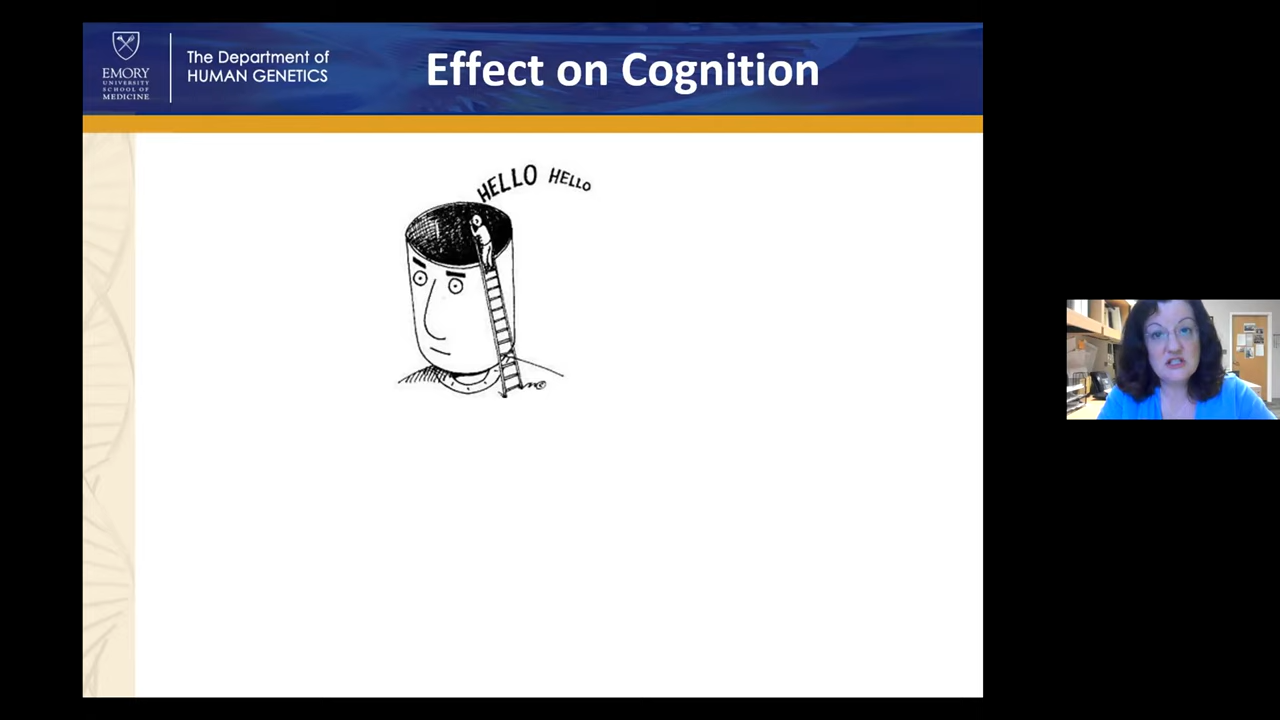 EMORY
UNIVERSITY
SCHOOL OF
MEDICINE
The Department of
HUMAN GENETICS
Effect on Cognition
HELLO HELLO